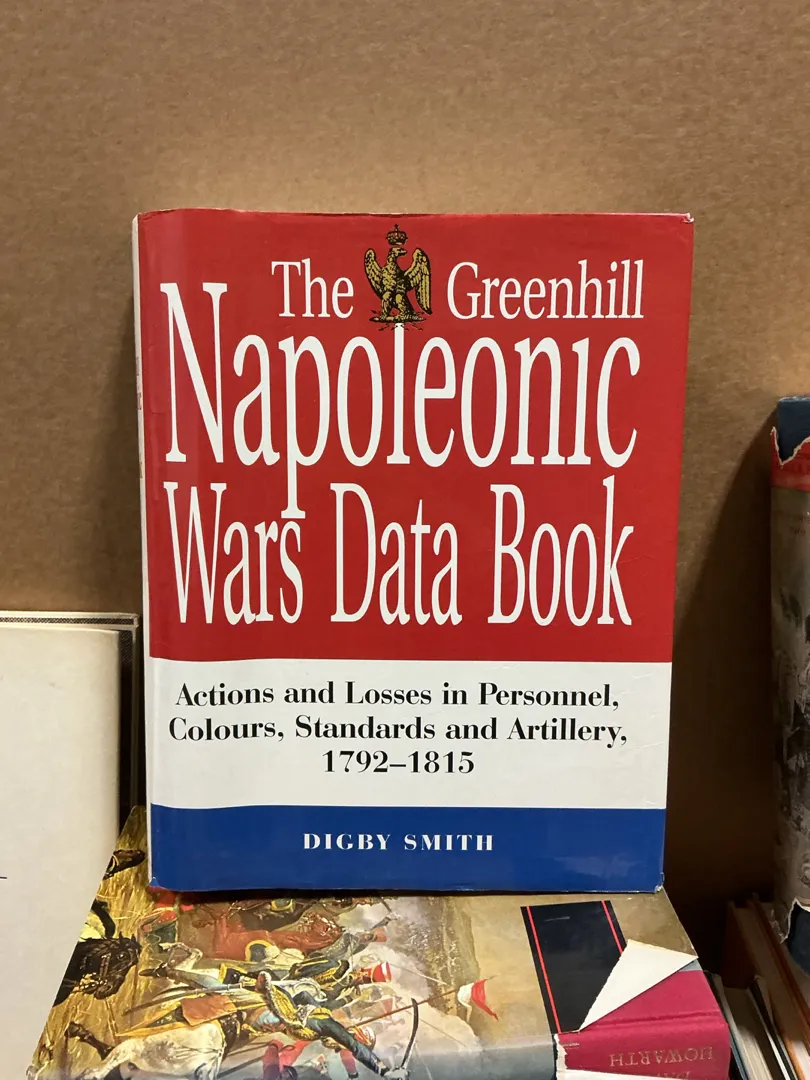 The Greenhill
Napoleonic
Wars Data Book
Actions and Losses in Personnel,
Colours, Standards and Artillery,
1792–1815
DIGBY SMITH
HOWARTH